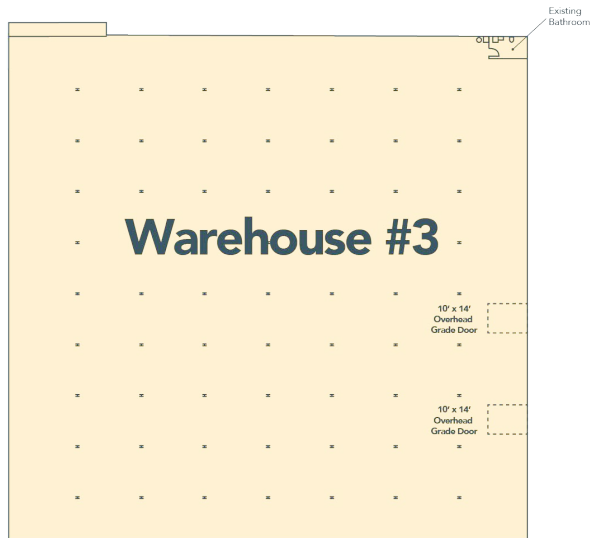 Existing
Bathroom
Warehouse #3
10' x 14'
Overhead
Grade Door
10' x 14'
Overhead
Grade Door